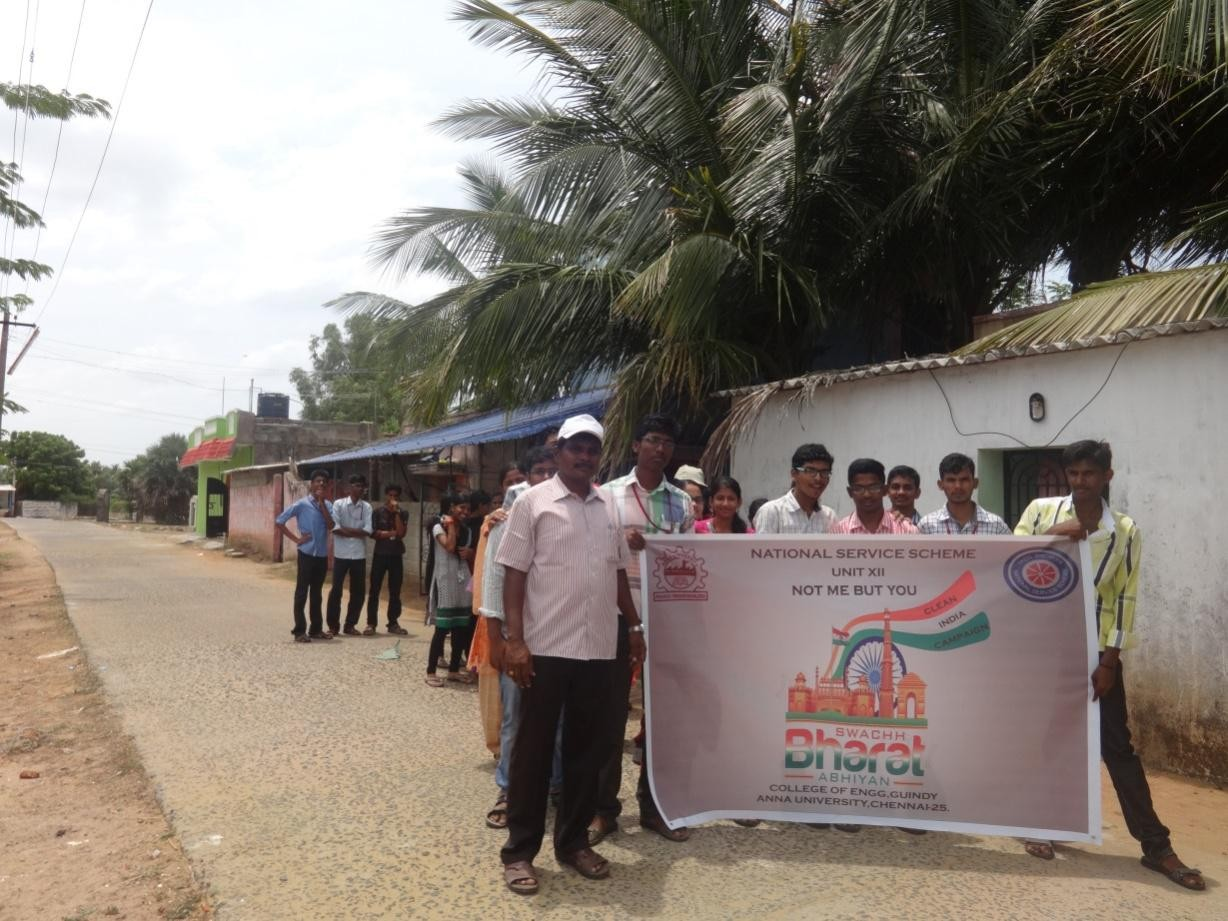 NATIONAL SERVICE SCHEME
UNIT XII
NOT ME BUT YOU
CLEAN
INDIA
CAMPAIGN
SWACHH
Bharat
ABHIYAN
COLLEGE OF ENGG,GUINDY
ANNA UNIVERSITY,CHENNAI-25.